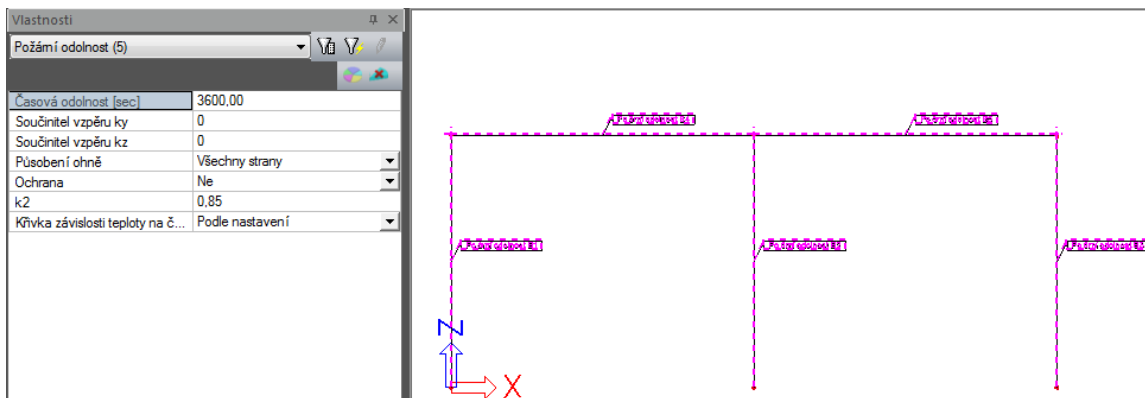 Vlastnosti
Požární odolnost (5)
Časová odolnost [sec] 3600,00
Součinitel vzpěru ky 0
Součinitel vzpěru kz 0
Působení ohně Všechny strany
Ochrana Ne
k2 0,85
Křivka závislosti teploty na č... Podle nastavení
Z
X